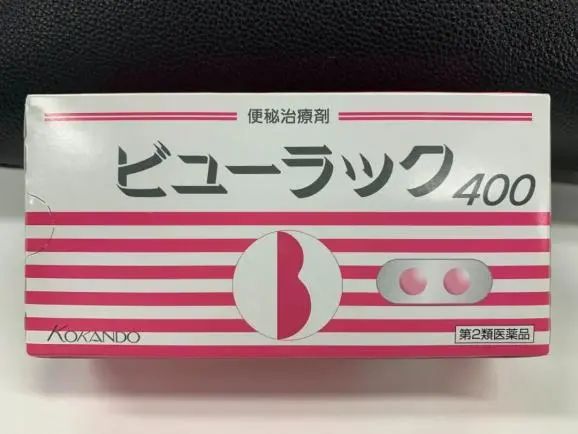 便秘治療剤
ビューラック400
KOKANDO
第2類医薬品